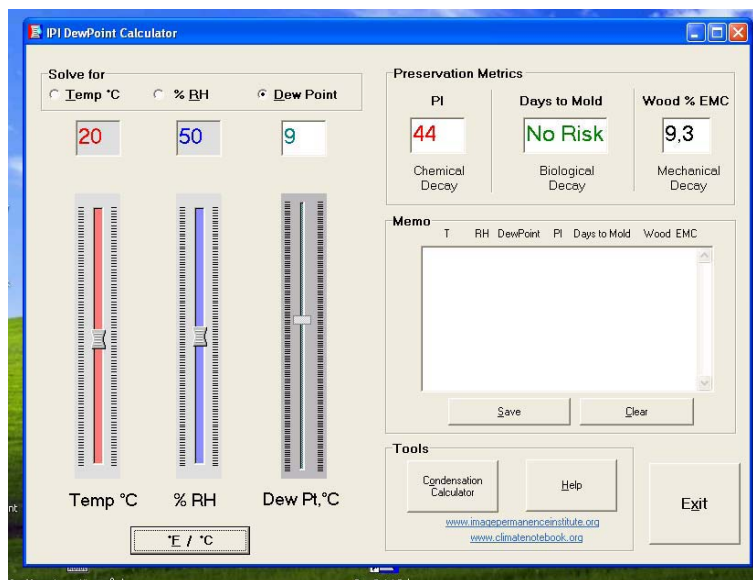 IPI DewPoint Calculator
Solve for
Temp °C % RH Dew Point
20 50 9
Temp °C % RH Dew Pt,°C
°F / °C
Preservation Metrics
PI Days to Mold Wood % EMC
44 No Risk 9,3
Chemical Biological Mechanical
Decay Decay Decay
Memo
T RH DewPoint PI Days to Mold Wood EMC
Save Clear
Tools
Condensation
Calculator
Help
www.imagepermanenceinstitute.org
www.climatenotebook.org
Exit